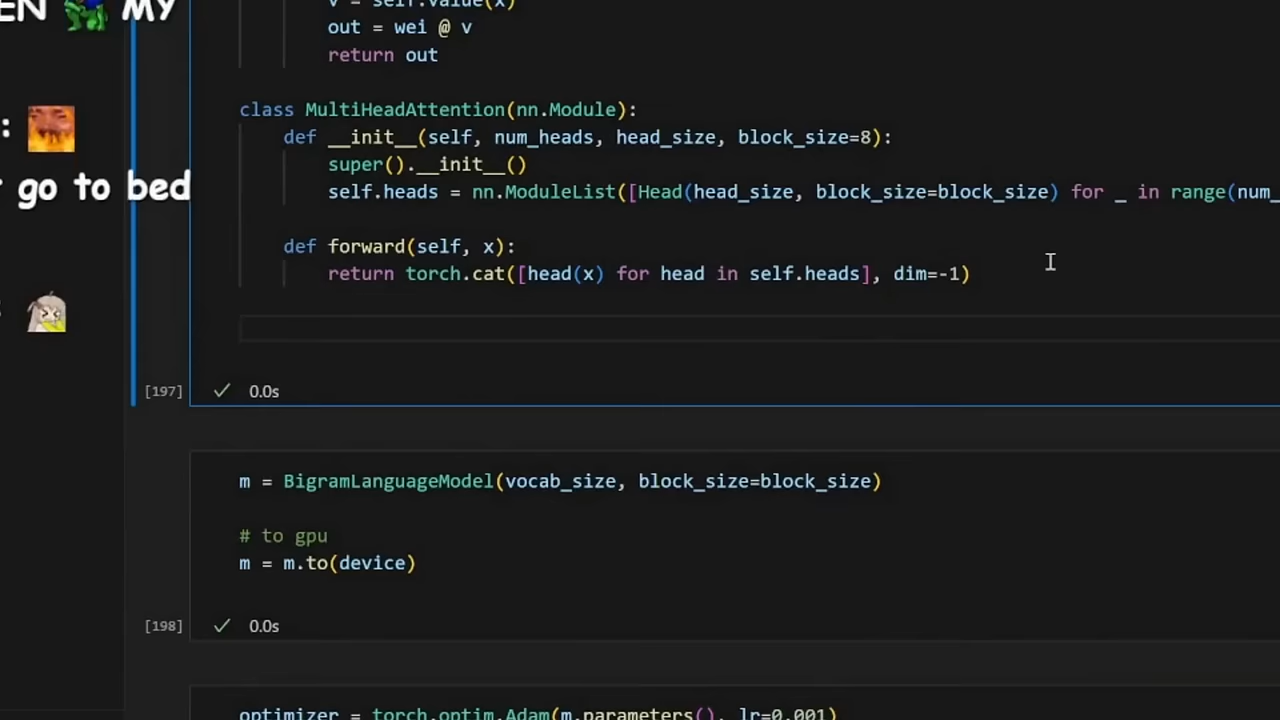 EN MY
v = self.value(x)
out = wei @ v
return out
class MultiHeadAttention(nn.Module):
:
def __init__(self, num_heads, head_size, block_size=8):
super().__init__()
go to bed
self.heads = nn.ModuleList([Head(head_size, block_size=block_size) for _ in range(num_
def forward(self, x):
return torch.cat([head(x) for head in self.heads], dim=-1)
[197] ✓ 0.0s
m = BigramLanguageModel(vocab_size, block_size=block_size)
# to gpu
m = m.to(device)
[198] ✓ 0.0s
optimizer = torch.optim.Adam(m.parameters(), lr=0.001)